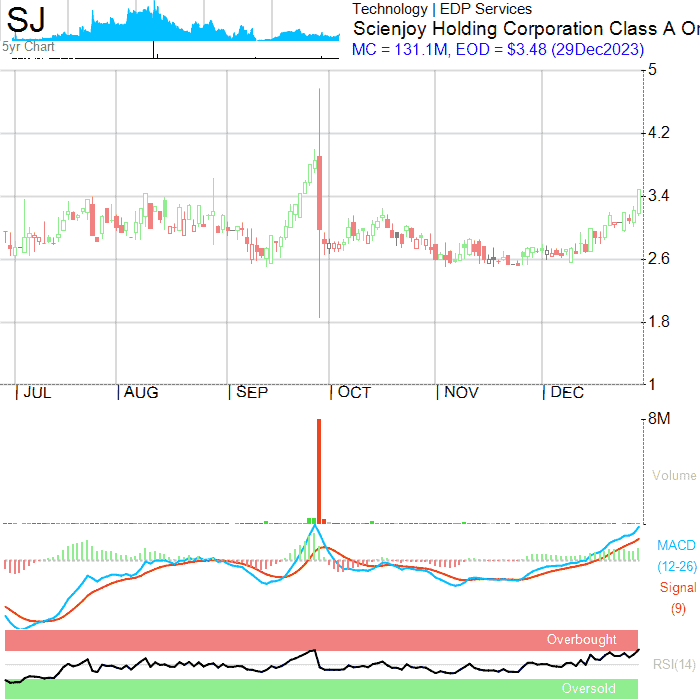 SJ
5yr Chart
Technology | EDP Services
Scienjoy Holding Corporation Class A Or
MC = 131.1M, EOD = $3.48 (29Dec2023)
5
4.2
3.4
2.6
1.8
1
JUL AUG SEP OCT NOV DEC
8M
Volume
MACD
(12-26)
Signal
(9)
Overbought
RSI(14)
Oversold